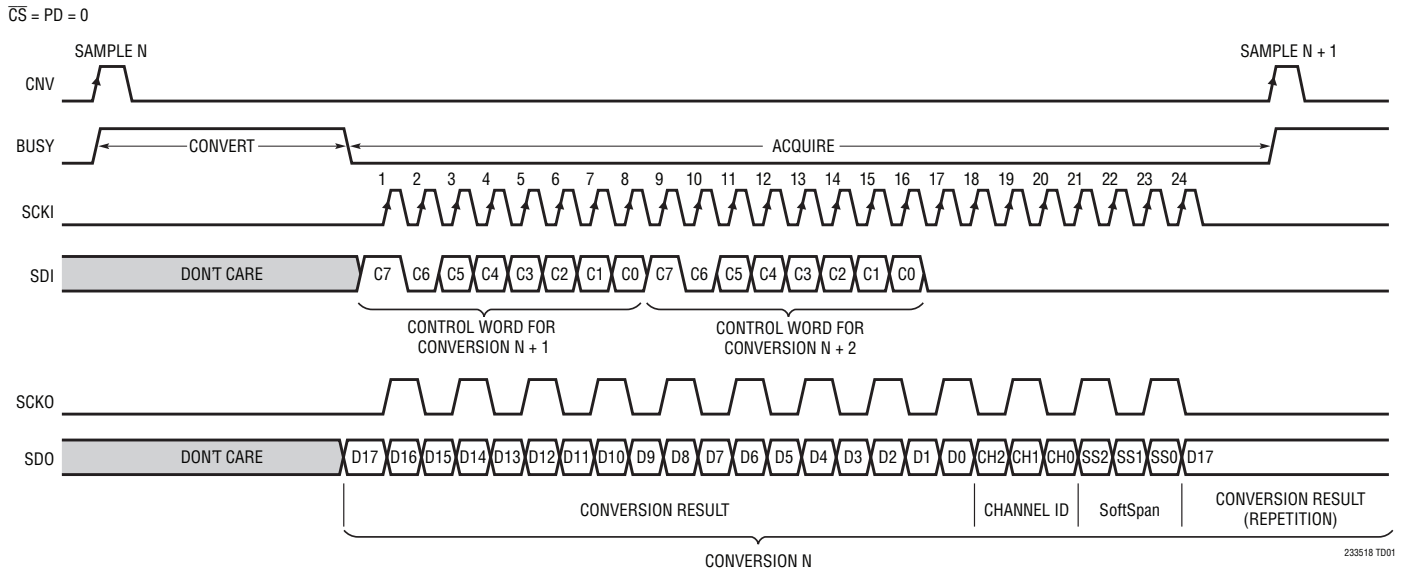 CS = PD = 0
SAMPLE N
SAMPLE N + 1
CNV
BUSY
CONVERT
ACQUIRE
1 2 3 4 5 6 7 8 9 10 11 12 13 14 15 16 17 18 19 20 21 22 23 24
SCKI
SDI
DON'T CARE
C7 C6 C5 C4 C3 C2 C1 C0 C7 C6 C5 C4 C3 C2 C1 C0
CONTROL WORD FOR
CONVERSION N + 1
CONTROL WORD FOR
CONVERSION N + 2
SCKO
SDO
DON'T CARE
D17 D16 D15 D14 D13 D12 D11 D10 D9 D8 D7 D6 D5 D4 D3 D2 D1 D0 CH2 CH1 CH0 SS2 SS1 SS0 D17
CONVERSION RESULT
CHANNEL ID
SoftSpan
CONVERSION RESULT
(REPETITION)
CONVERSION N
233518 TD01